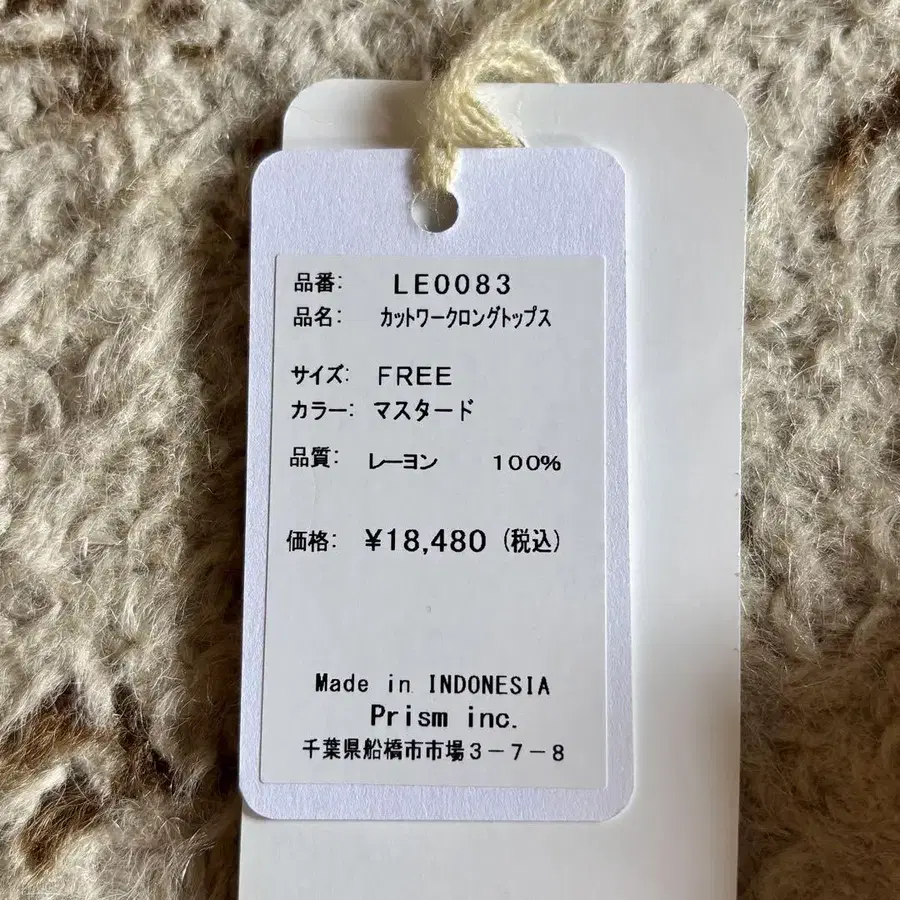 品番: LE0083
品名: カットワークロングトップス
サイズ: FREE
カラー: マスタード
品質: レーヨン 100%
価格: ¥18,480 (税込)
Made in INDONESIA
Prism inc.
千葉県船橋市市場3-7-8